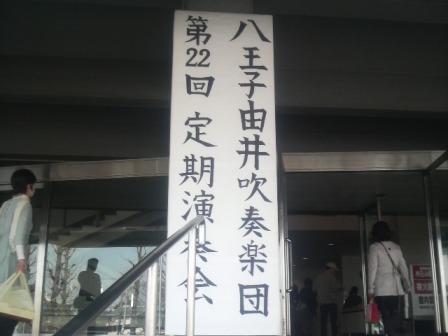 八王子由井吹奏楽団
第22回 定期演奏会